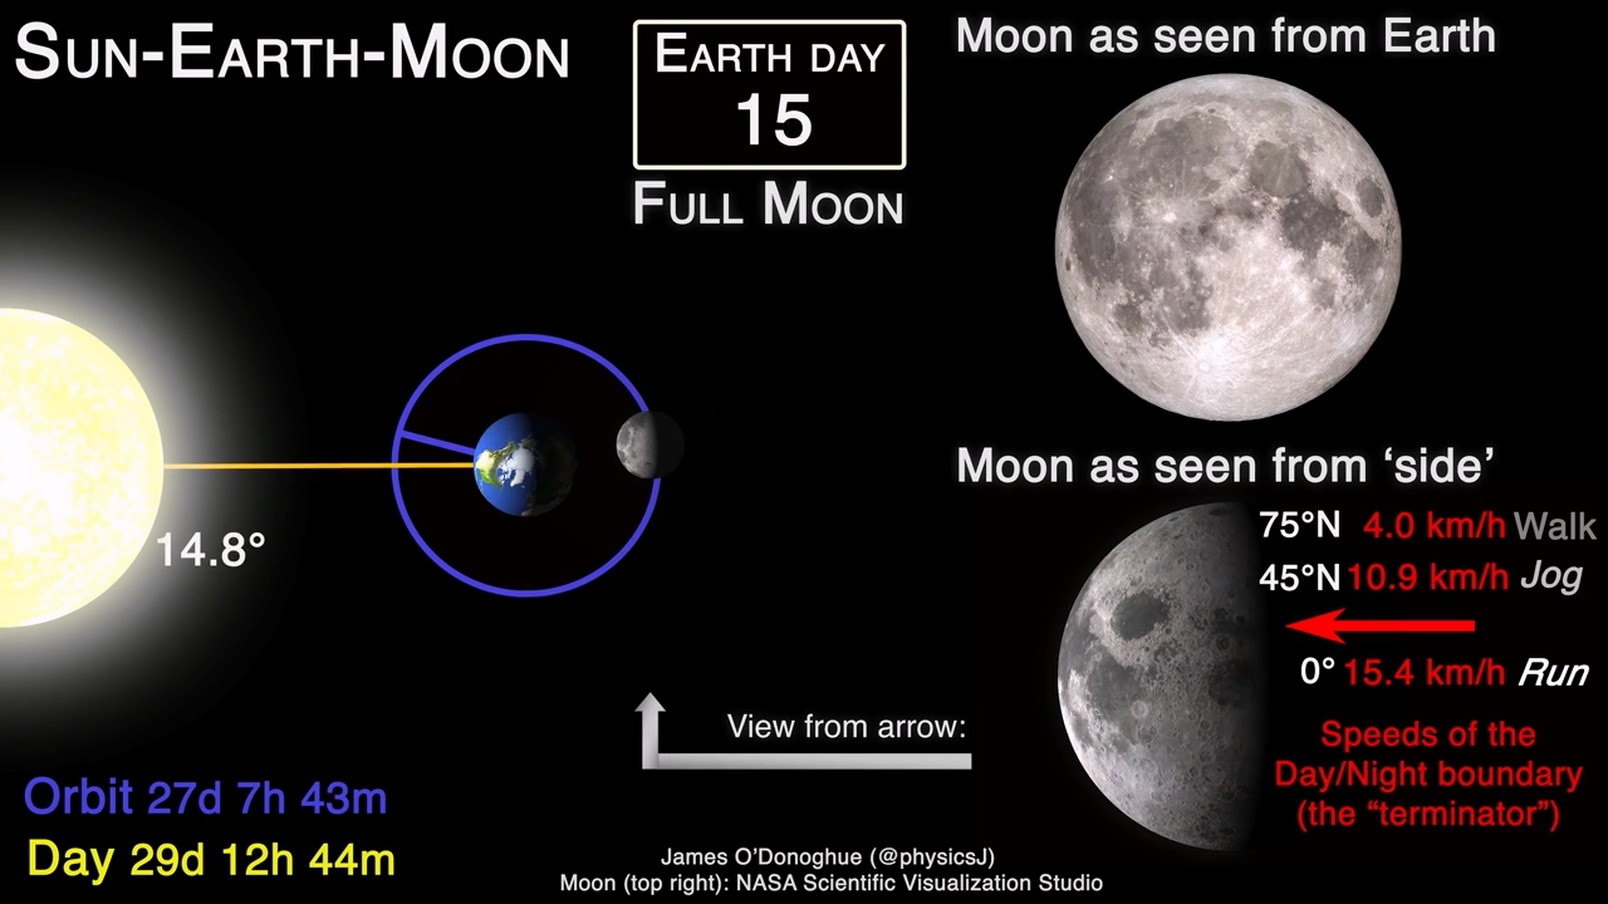 SUN-EARTH-MOON
EARTH DAY
15
FULL MOON
Moon as seen from Earth
14.8°
Moon as seen from ‘side’
75°N 4.0 km/h Walk
45°N 10.9 km/h Jog
0° 15.4 km/h Run
Speeds of the
Day/Night boundary
(the “terminator”)
View from arrow:
Orbit 27d 7h 43m
Day 29d 12h 44m
James O’Donoghue (@physicsJ)
Moon (top right): NASA Scientific Visualization Studio